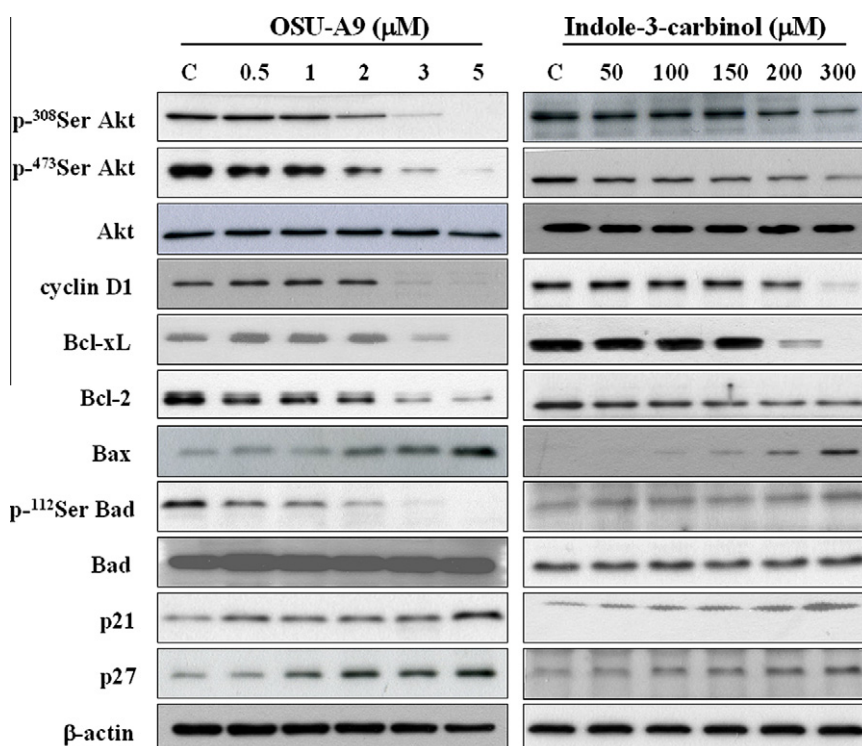 OSU-A9 (μM) Indole-3-carbinol (μM)
C 0.5 1 2 3 5 C 50 100 150 200 300
p-³⁰⁸Ser Akt
p-⁴⁷³Ser Akt
Akt
cyclin D1
Bcl-xL
Bcl-2
Bax
p-¹¹²Ser Bad
Bad
p21
p27
β-actin